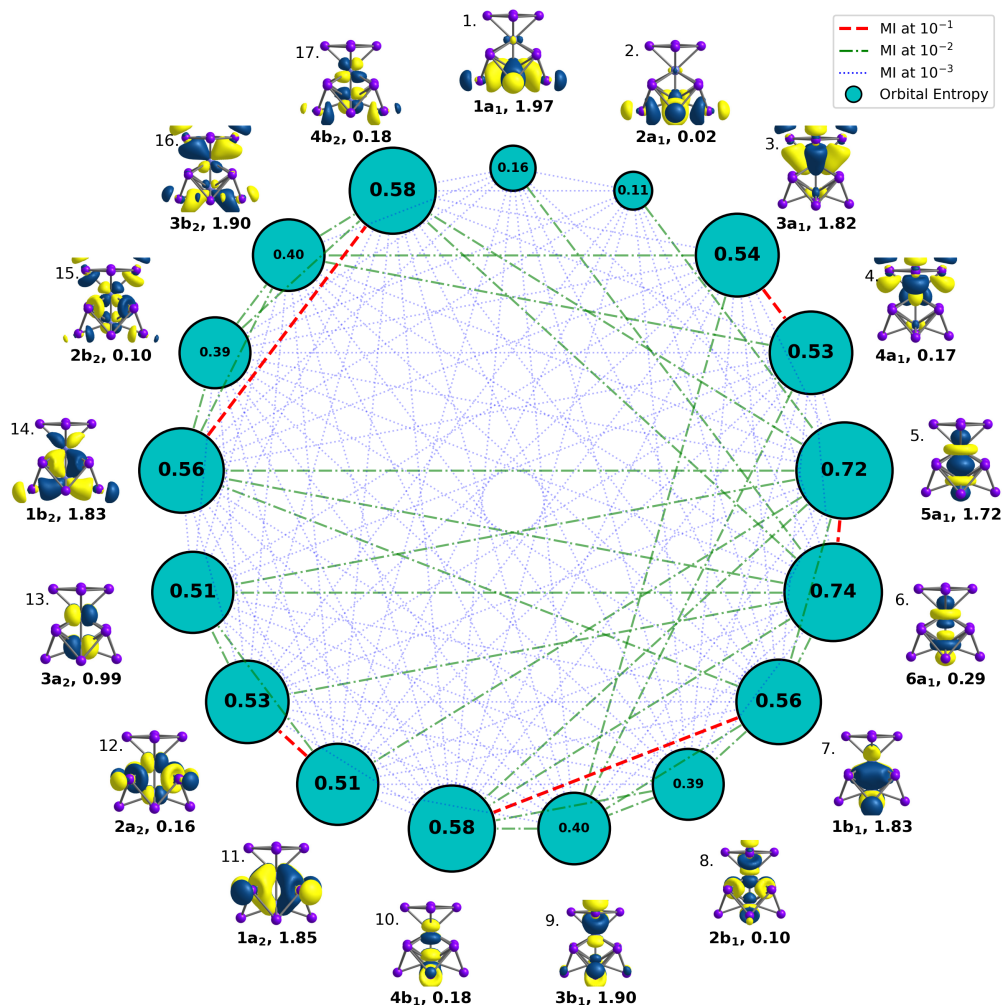 MI at 10⁻¹
MI at 10⁻²
MI at 10⁻³
Orbital Entropy
1.
1a₁, 1.97
2.
2a₁, 0.02
3.
3a₁, 1.82
4.
4a₁, 0.17
5.
5a₁, 1.72
6.
6a₁, 0.29
7.
1b₁, 1.83
8.
2b₁, 0.10
9.
3b₁, 1.90
10.
4b₁, 0.18
11.
1a₂, 1.85
12.
2a₂, 0.16
13.
3a₂, 0.99
14.
1b₂, 1.83
15.
2b₂, 0.10
16.
3b₂, 1.90
17.
4b₂, 0.18
0.16
0.11
0.54
0.53
0.72
0.74
0.56
0.39
0.40
0.58
0.51
0.53
0.51
0.56
0.39
0.40
0.58